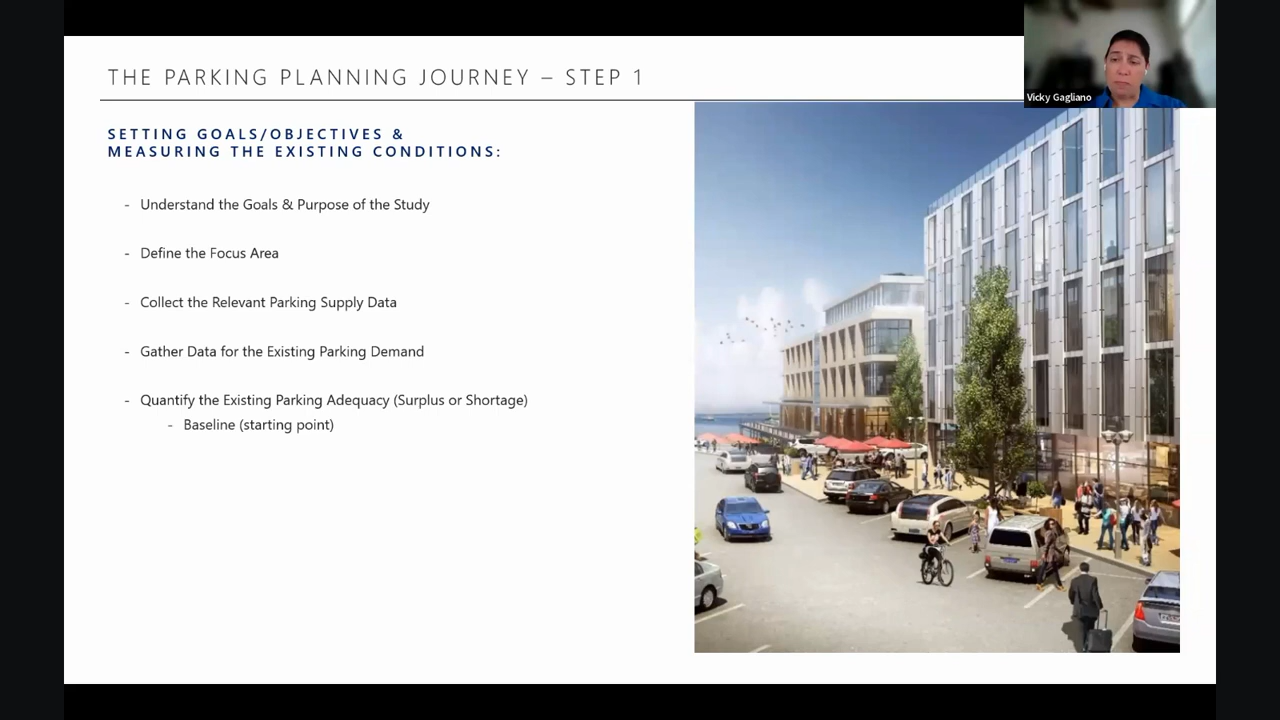 THE PARKING PLANNING JOURNEY – STEP 1
Vicky Gagliano
SETTING GOALS/OBJECTIVES &
MEASURING THE EXISTING CONDITIONS:
- Understand the Goals & Purpose of the Study
- Define the Focus Area
- Collect the Relevant Parking Supply Data
- Gather Data for the Existing Parking Demand
- Quantify the Existing Parking Adequacy (Surplus or Shortage)
- Baseline (starting point)